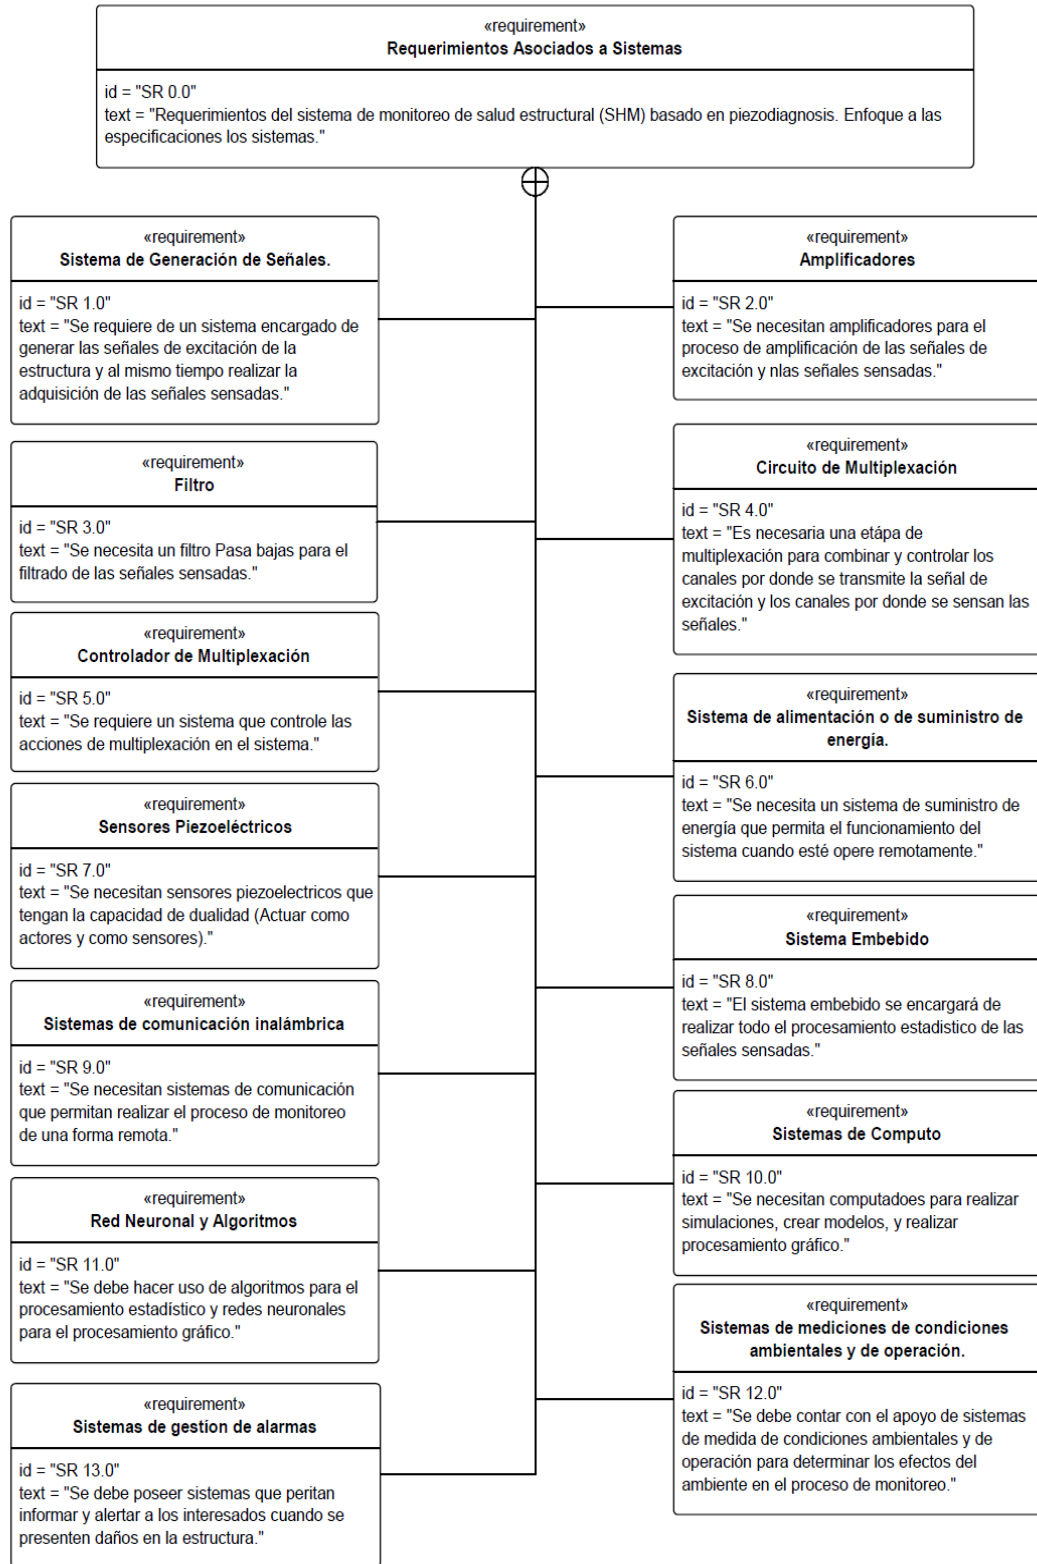 «requirement»
Requerimientos Asociados a Sistemas
id = "SR 0.0"
text = "Requerimientos del sistema de monitoreo de salud estructural (SHM) basado en piezodiagnosis. Enfoque a las
especificaciones los sistemas."
«requirement»
Sistema de Generación de Señales.
id = "SR 1.0"
text = "Se requiere de un sistema encargado de
generar las señales de excitación de la
estructura y al mismo tiempo realizar la
adquisición de las señales sensadas."
«requirement»
Amplificadores
id = "SR 2.0"
text = "Se necesitan amplificadores para el
proceso de amplificación de las señales de
excitación y nlas señales sensadas."
«requirement»
Filtro
id = "SR 3.0"
text = "Se necesita un filtro Pasa bajas para el
filtrado de las señales sensadas."
«requirement»
Circuito de Multiplexación
id = "SR 4.0"
text = "Es necesaria una etápa de
multiplexación para combinar y controlar los
canales por donde se transmite la señal de
excitación y los canales por donde se sensan las
señales."
«requirement»
Controlador de Multiplexación
id = "SR 5.0"
text = "Se requiere un sistema que controle las
acciones de multiplexación en el sistema."
«requirement»
Sistema de alimentación o de suministro de
energía.
id = "SR 6.0"
text = "Se necesita un sistema de suministro de
energía que permita el funcionamiento del
sistema cuando esté opere remotamente."
«requirement»
Sensores Piezoeléctricos
id = "SR 7.0"
text = "Se necesitan sensores piezoelectricos que
tengan la capacidad de dualidad (Actuar como
actores y como sensores)."
«requirement»
Sistema Embebido
id = "SR 8.0"
text = "El sistema embebido se encargará de
realizar todo el procesamiento estadistico de las
señales sensadas."
«requirement»
Sistemas de comunicación inalámbrica
id = "SR 9.0"
text = "Se necesitan sistemas de comunicación
que permitan realizar el proceso de monitoreo
de una forma remota."
«requirement»
Sistemas de Computo
id = "SR 10.0"
text = "Se necesitan computadoes para realizar
simulaciones, crear modelos, y realizar
procesamiento gráfico."
«requirement»
Red Neuronal y Algoritmos
id = "SR 11.0"
text = "Se debe hacer uso de algoritmos para el
procesamiento estadístico y redes neuronales
para el procesamiento gráfico."
«requirement»
Sistemas de mediciones de condiciones
ambientales y de operación.
id = "SR 12.0"
text = "Se debe contar con el apoyo de sistemas
de medida de condiciones ambientales y de
operación para determinar los efectos del
ambiente en el proceso de monitoreo."
«requirement»
Sistemas de gestíon de alarmas
id = "SR 13.0"
text = "Se debe poseer sistemas que peritan
informar y alertar a los interesados cuando se
presenten daños en la estructura."